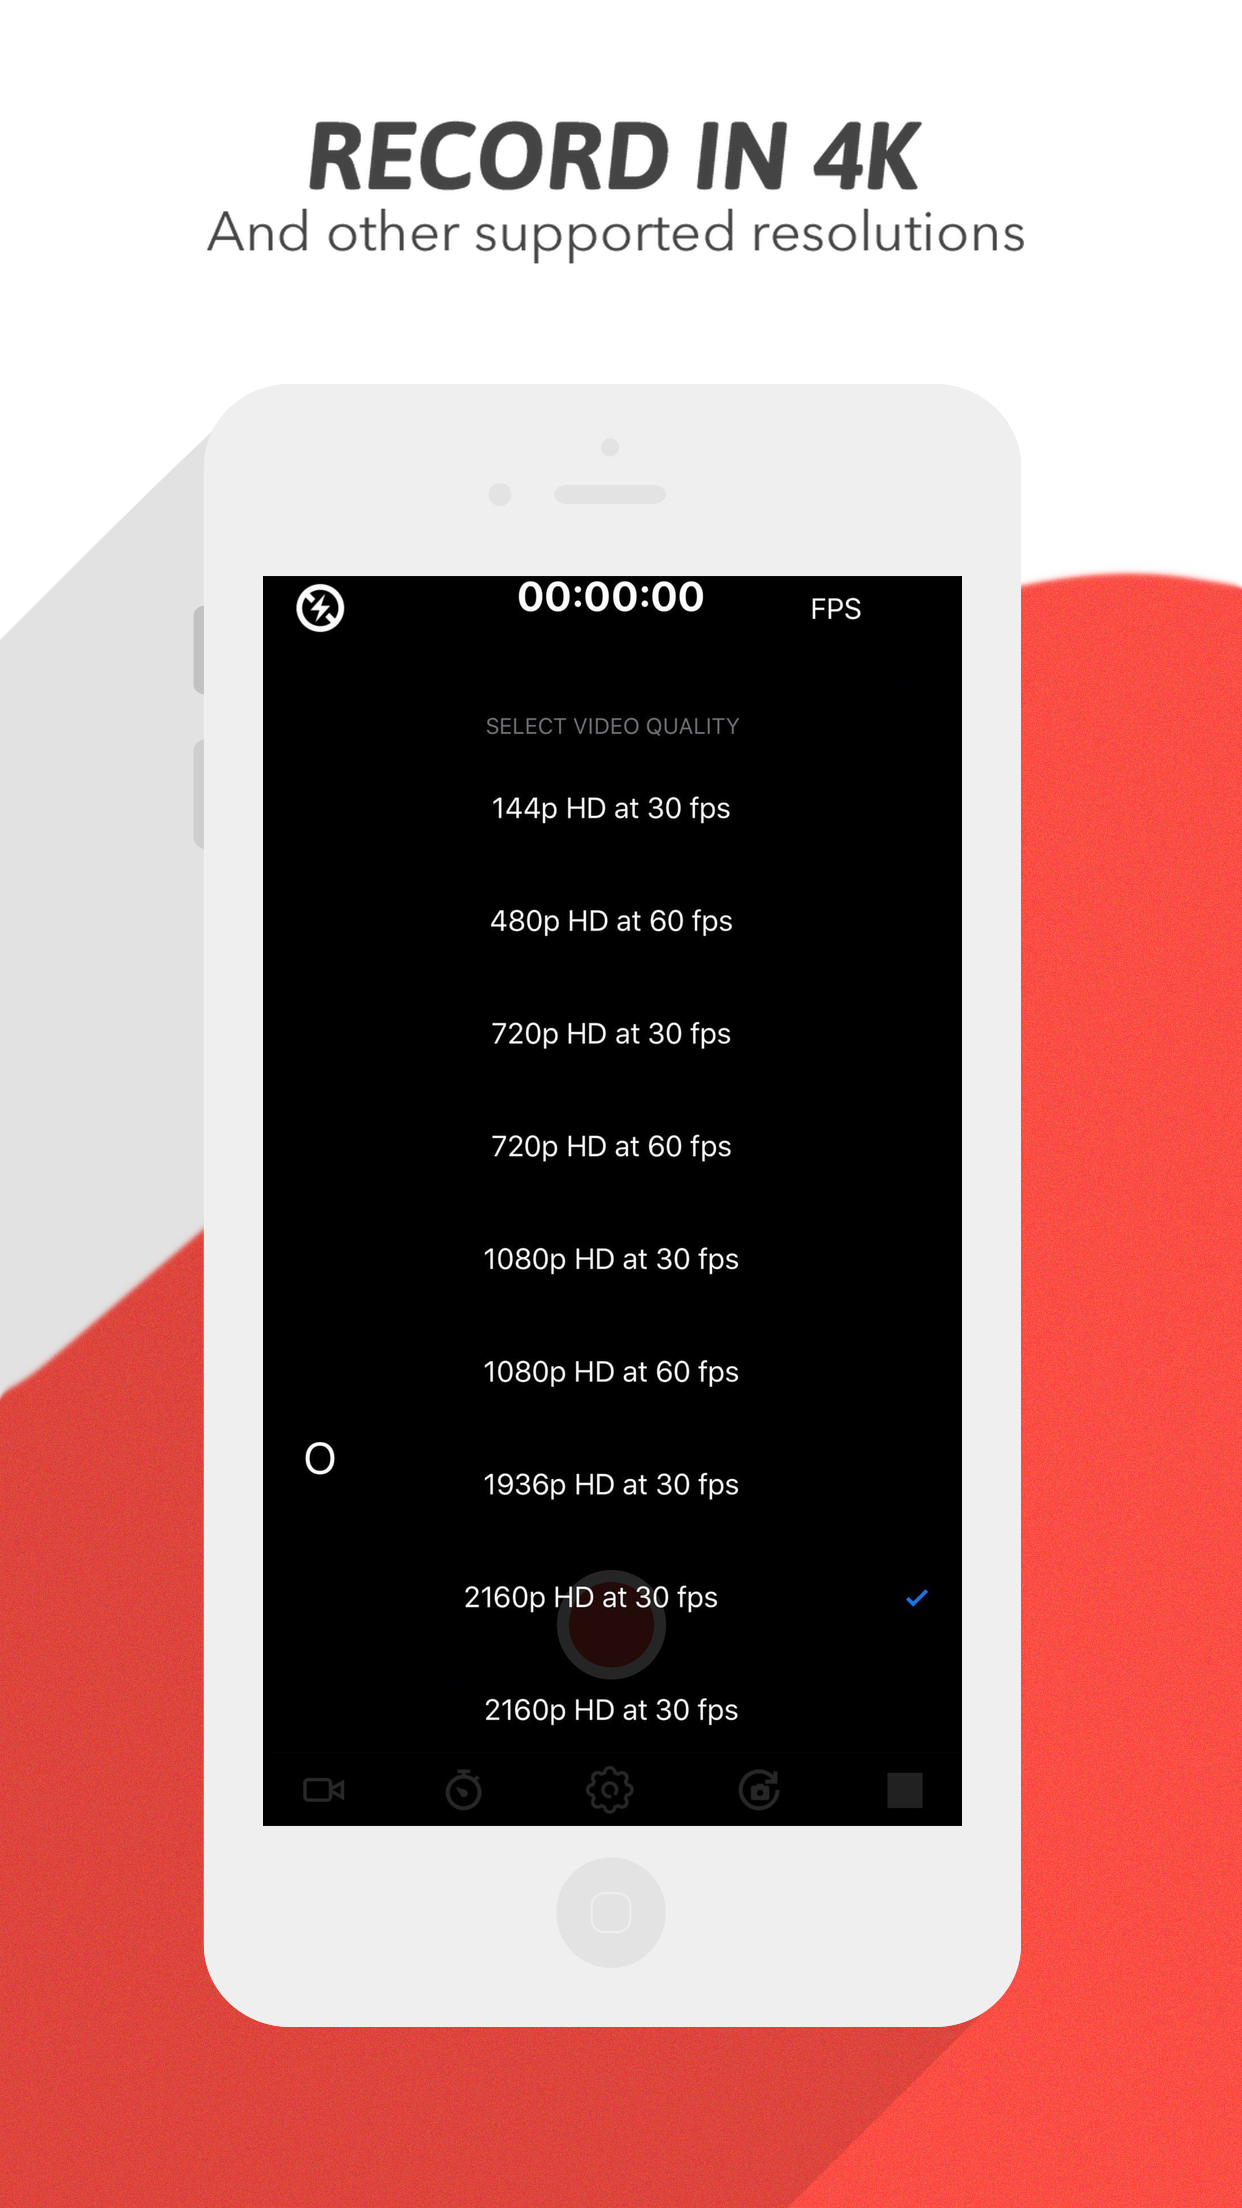 RECORD IN 4K
And other supported resolutions
00:00:00
FPS
SELECT VIDEO QUALITY
144p HD at 30 fps
480p HD at 60 fps
720p HD at 30 fps
720p HD at 60 fps
1080p HD at 30 fps
1080p HD at 60 fps
O
1936p HD at 30 fps
2160p HD at 30 fps
2160p HD at 30 fps